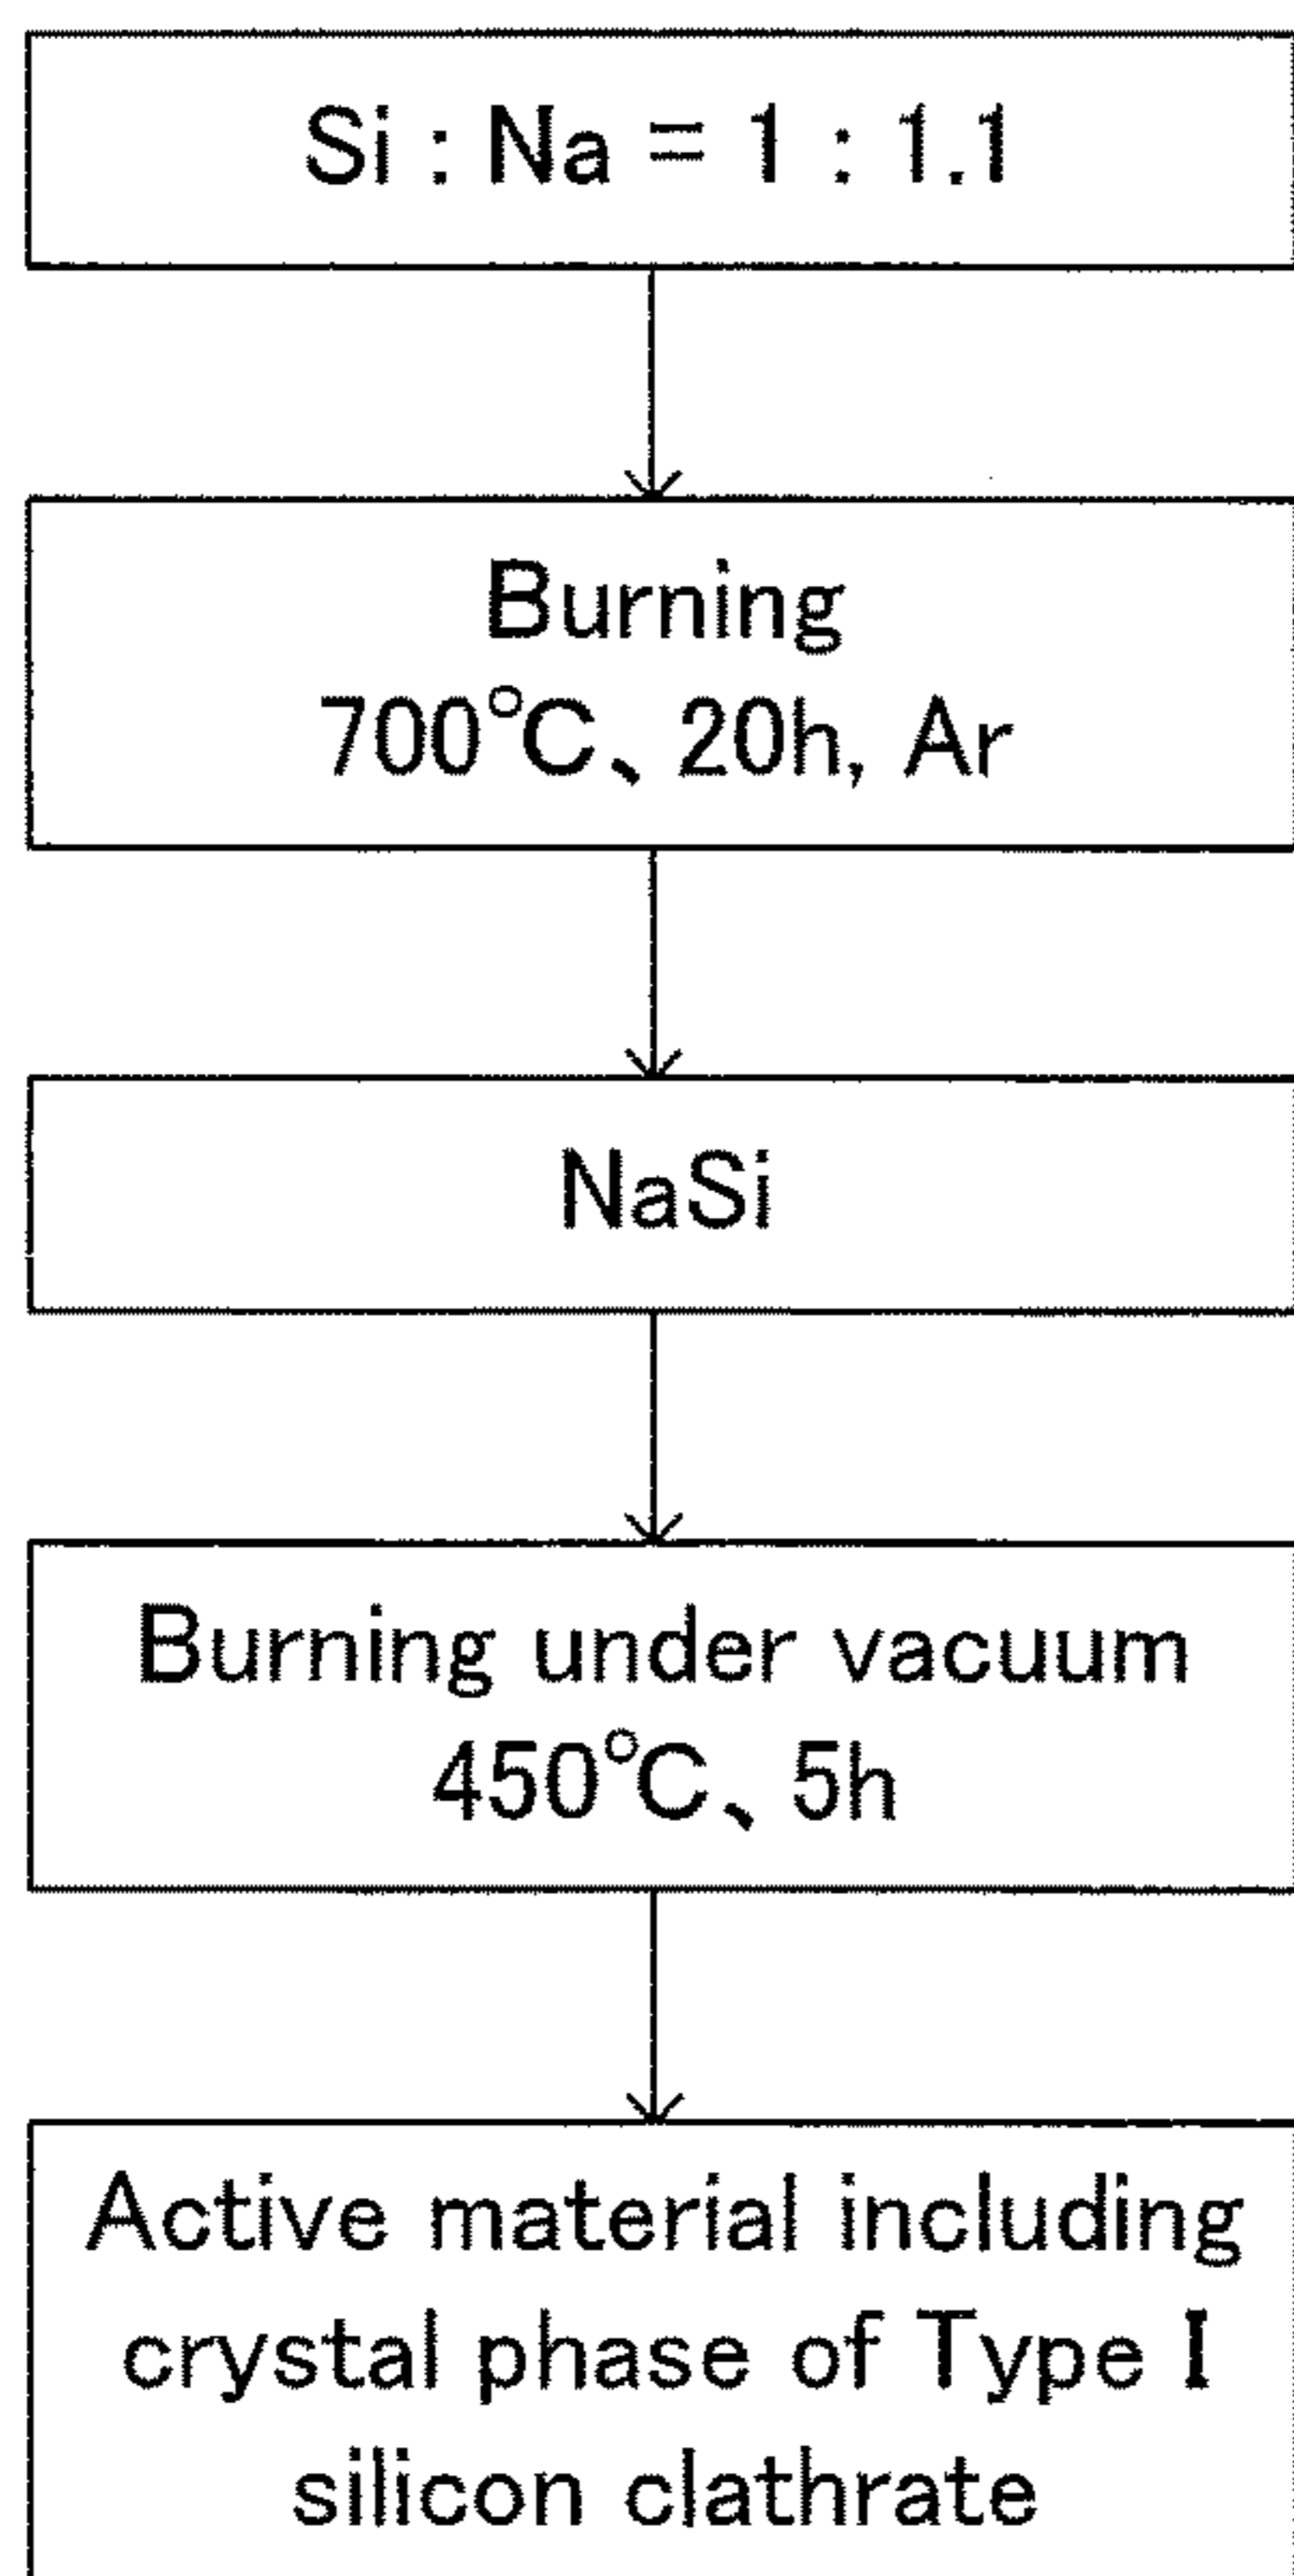 Si : Na = 1 : 1.1
Burning
700℃、20h, Ar
NaSi
Burning under vacuum
450℃、5h
Active material including
crystal phase of Type I
silicon clathrate